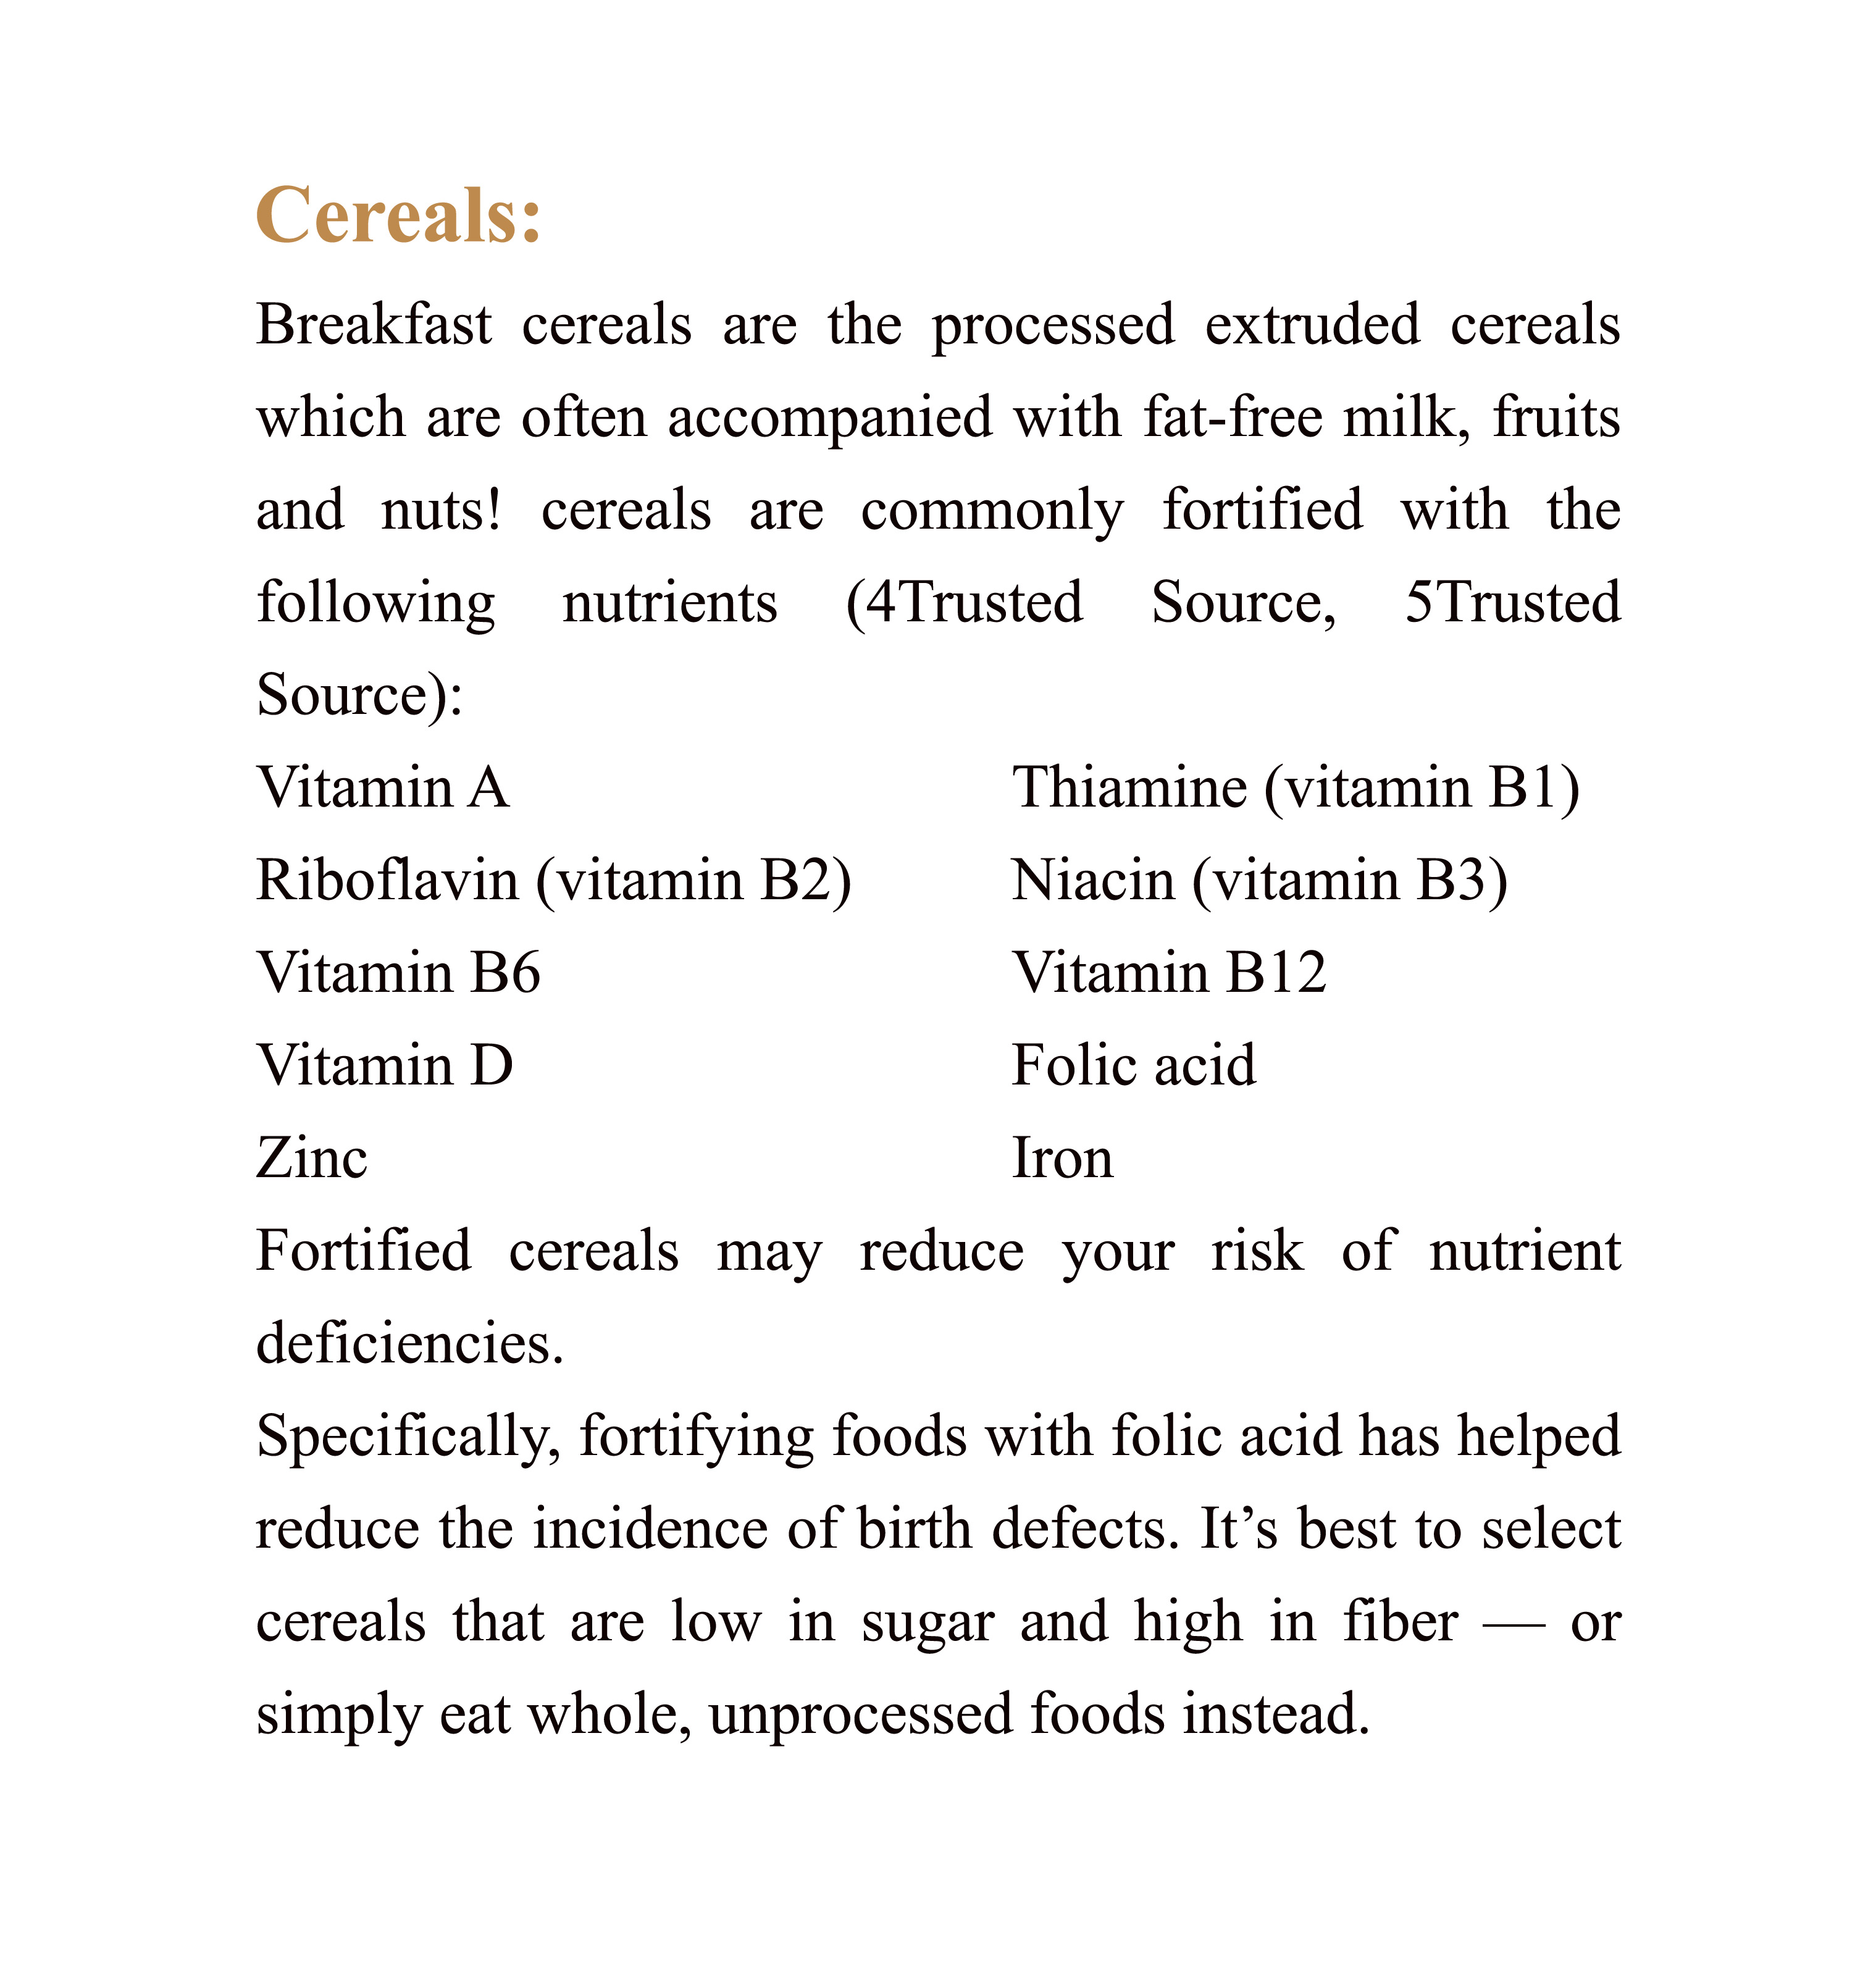 Cereals:
Breakfast cereals are the processed extruded cereals
which are often accompanied with fat-free milk, fruits
and nuts! cereals are commonly fortified with the
following nutrients (4Trusted Source, 5Trusted
Source):
Vitamin A Thiamine (vitamin B1)
Riboflavin (vitamin B2) Niacin (vitamin B3)
Vitamin B6 Vitamin B12
Vitamin D Folic acid
Zinc Iron
Fortified cereals may reduce your risk of nutrient
deficiencies.
Specifically, fortifying foods with folic acid has helped
reduce the incidence of birth defects. It’s best to select
cereals that are low in sugar and high in fiber — or
simply eat whole, unprocessed foods instead.